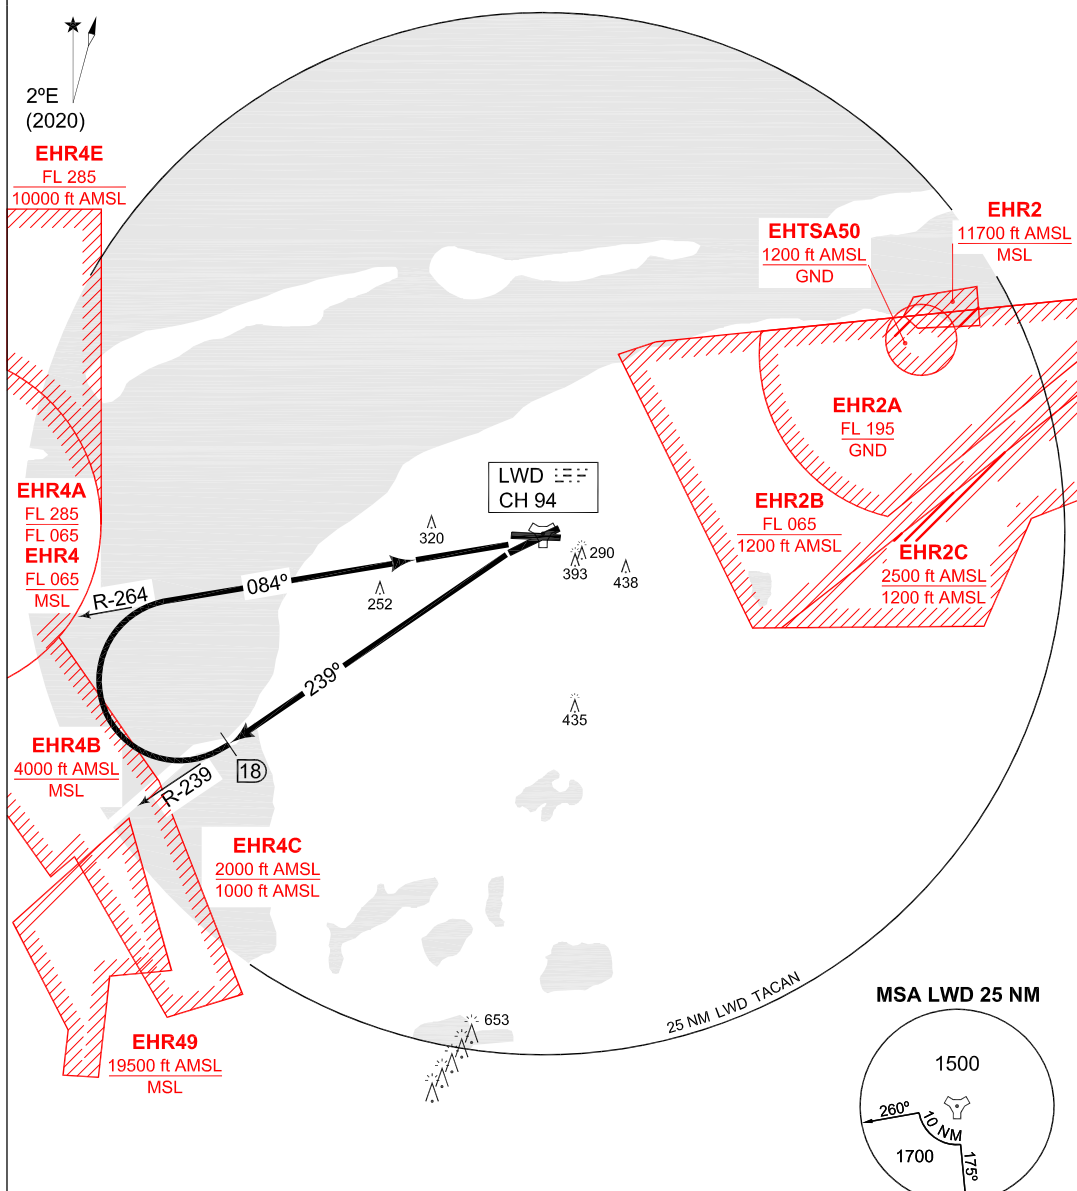 2ºE
(2020)
EHR4E
FL 285
10000 ft AMSL
EHR2
11700 ft AMSL
MSL
EHTSA50
1200 ft AMSL
GND
EHR2A
FL 195
GND
LWD
CH 94
EHR4A
FL 285
FL 065
EHR4
FL 065
MSL
EHR2B
FL 065
1200 ft AMSL
EHR2C
2500 ft AMSL
1200 ft AMSL
320
290
393
438
252
084º
R-264
239º
435
EHR4B
4000 ft AMSL
MSL
18
R-239
EHR4C
2000 ft AMSL
1000 ft AMSL
25 NM LWD TACAN
653
EHR49
19500 ft AMSL
MSL
MSA LWD 25 NM
1500
260º
10 NM
1700
175º